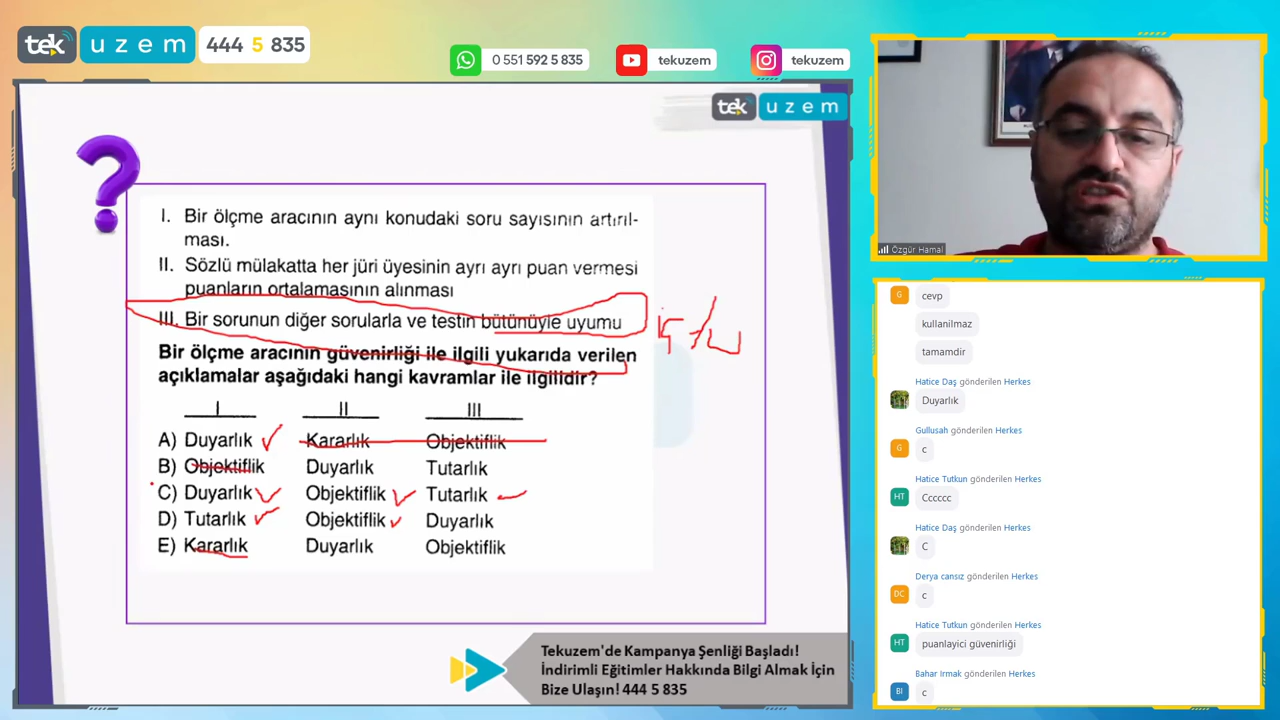 tek uzem 444 5 835
0 551 592 5 835
tekuzem
tekuzem
tek uzem
I. Bir ölçme aracının aynı konudaki soru sayısının artırıl-
ması.
II. Sözlü mülakatta her jüri üyesinin ayrı ayrı puan vermesi
puanların ortalamasının alınması
III. Bir sorunun diğer sorularla ve testin bütünüyle uyumu
Bir ölçme aracının güvenirliği ile ilgili yukarıda verilen
açıklamalar aşağıdaki hangi kavramlar ile ilgilidir?
I II III
A) Duyarlık Kararlık Objektiflik
B) Objektiflik Duyarlık Tutarlık
C) Duyarlık Objektiflik Tutarlık
D) Tutarlık Objektiflik Duyarlık
E) Kararlık Duyarlık Objektiflik
Tekuzem'de Kampanya Şenliği Başladı!
İndirimli Eğitimler Hakkında Bilgi Almak İçin
Bize Ulaşın! 444 5 835
Özgür Hamal
G
cevp
kullanilmaz
tamamdir
Hatice Daş gönderilen Herkes
Duyarlık
Gullusah gönderilen Herkes
G
c
Hatice Tutkun gönderilen Herkes
HT
Cccccc
Hatice Daş gönderilen Herkes
C
Derya cansız gönderilen Herkes
DC
c
Hatice Tutkun gönderilen Herkes
HT
puanlayici güvenirliği
Bahar Irmak gönderilen Herkes
BI
c